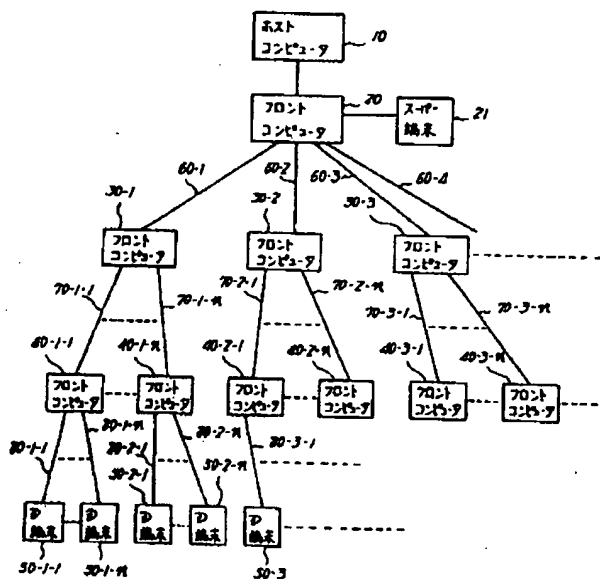 ホスト
コンピュータ
10
フロント
コンピュータ
20
スーパー
端末
21
60-1
60-2
60-3
60-4
30-1
30-2
30-3
フロント
コンピュータ
フロント
コンピュータ
フロント
コンピュータ
70-1-1
70-1-n
70-2-1
70-2-n
70-3-1
70-3-n
40-1-1
40-1-n
40-2-1
40-2-n
40-3-1
40-3-n
フロント
コンピュータ
フロント
コンピュータ
フロント
コンピュータ
フロント
コンピュータ
フロント
コンピュータ
フロント
コンピュータ
80-1-1
80-1-n
80-2-1
80-2-n
80-3-1
50-2-1
50-2-n
D
端末
D
端末
D
端末
D
端末
D
端末
50-1-1
50-1-n
50-3